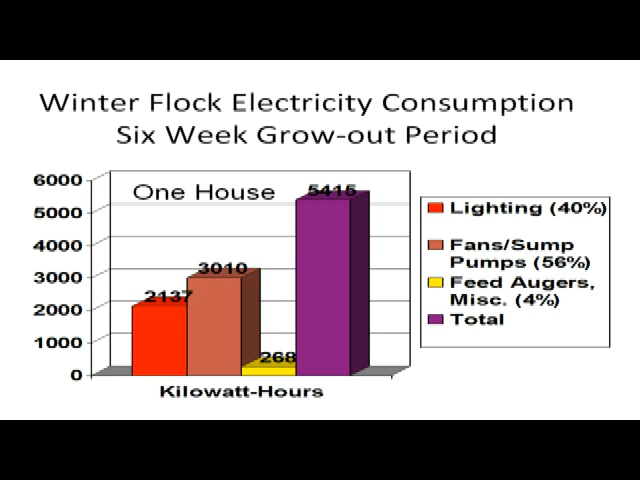 Winter Flock Electricity Consumption
Six Week Grow-out Period
One House
6000
5000
4000
3000
2000
1000
0
2137
3010
268
5415
Kilowatt-Hours
Lighting (40%)
Fans/Sump
Pumps (56%)
Feed Augers,
Misc. (4%)
Total